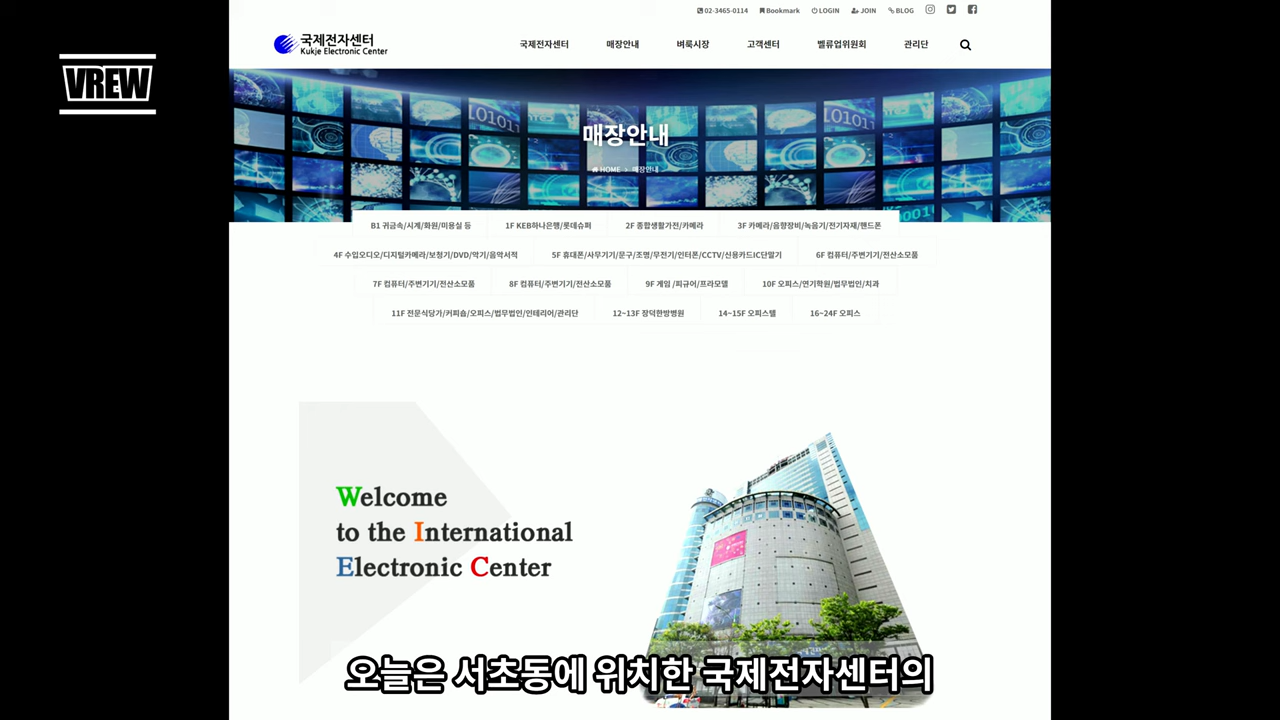 02-3465-0114 Bookmark LOGIN JOIN BLOG
국제전자센터
Kukje Electronic Center
국제전자센터 매장안내 벼룩시장 고객센터 벨류업위원회 관리단
VREW
매장안내
HOME > 매장안내
B1 귀금속/시계/화원/미용실 등 1F KEB하나은행/롯데슈퍼 2F 종합생활가전/카메라 3F 카메라/음향장비/녹음기/전기자재/핸드폰
4F 수입오디오/디지털카메라/보청기/DVD/악기/음악서적 5F 휴대폰/사무기기/문구/조명/무전기/인터폰/CCTV/신용카드IC단말기 6F 컴퓨터/주변기기/전산소모품
7F 컴퓨터/주변기기/전산소모품 8F 컴퓨터/주변기기/전산소모품 9F 게임 /피규어/프라모델 10F 오피스/연기학원/법무법인/치과
11F 전문식당가/커피숍/오피스/법무법인/인테리어/관리단 12~13F 장덕한방병원 14~15F 오피스텔 16~24F 오피스
Welcome
to the International
Electronic Center
오늘은 서초동에 위치한 국제전자센터의